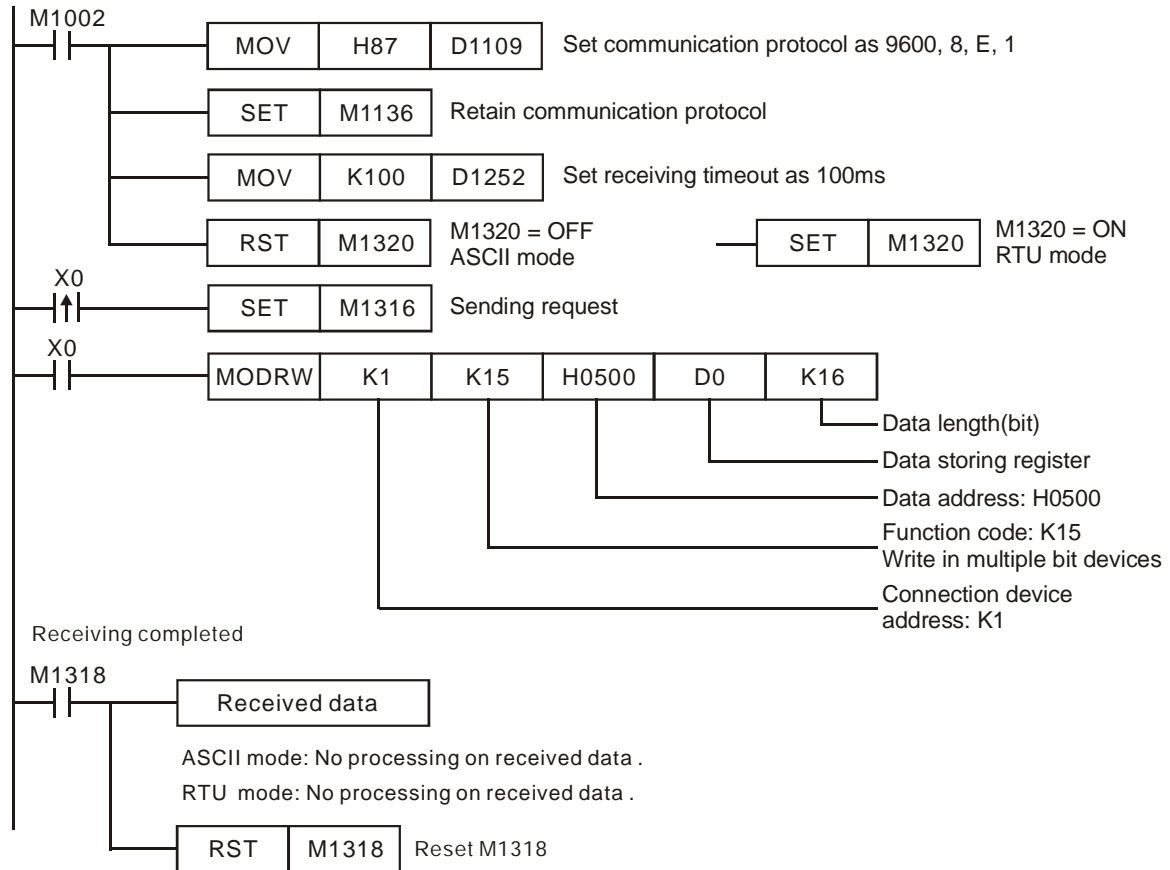 M1002
MOV H87 D1109 Set communication protocol as 9600, 8, E, 1
SET M1136 Retain communication protocol
MOV K100 D1252 Set receiving timeout as 100ms
RST M1320 M1320 = OFF
ASCII mode
SET M1320 M1320 = ON
RTU mode
X0
SET M1316 Sending request
X0
MODRW K1 K15 H0500 D0 K16
Data length(bit)
Data storing register
Data address: H0500
Function code: K15
Write in multiple bit devices
Connection device
address: K1
Receiving completed
M1318
Received data
ASCII mode: No processing on received data .
RTU mode: No processing on received data .
RST M1318 Reset M1318